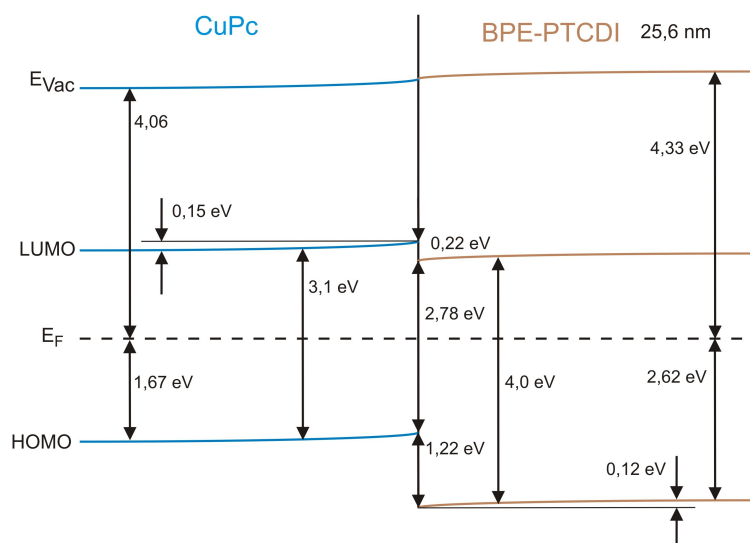 CuPc
BPE-PTCDI 25,6 nm
EVac
4,06
4,33 eV
0,15 eV
LUMO
0,22 eV
3,1 eV
2,78 eV
EF
1,67 eV
4,0 eV
2,62 eV
HOMO
1,22 eV
0,12 eV